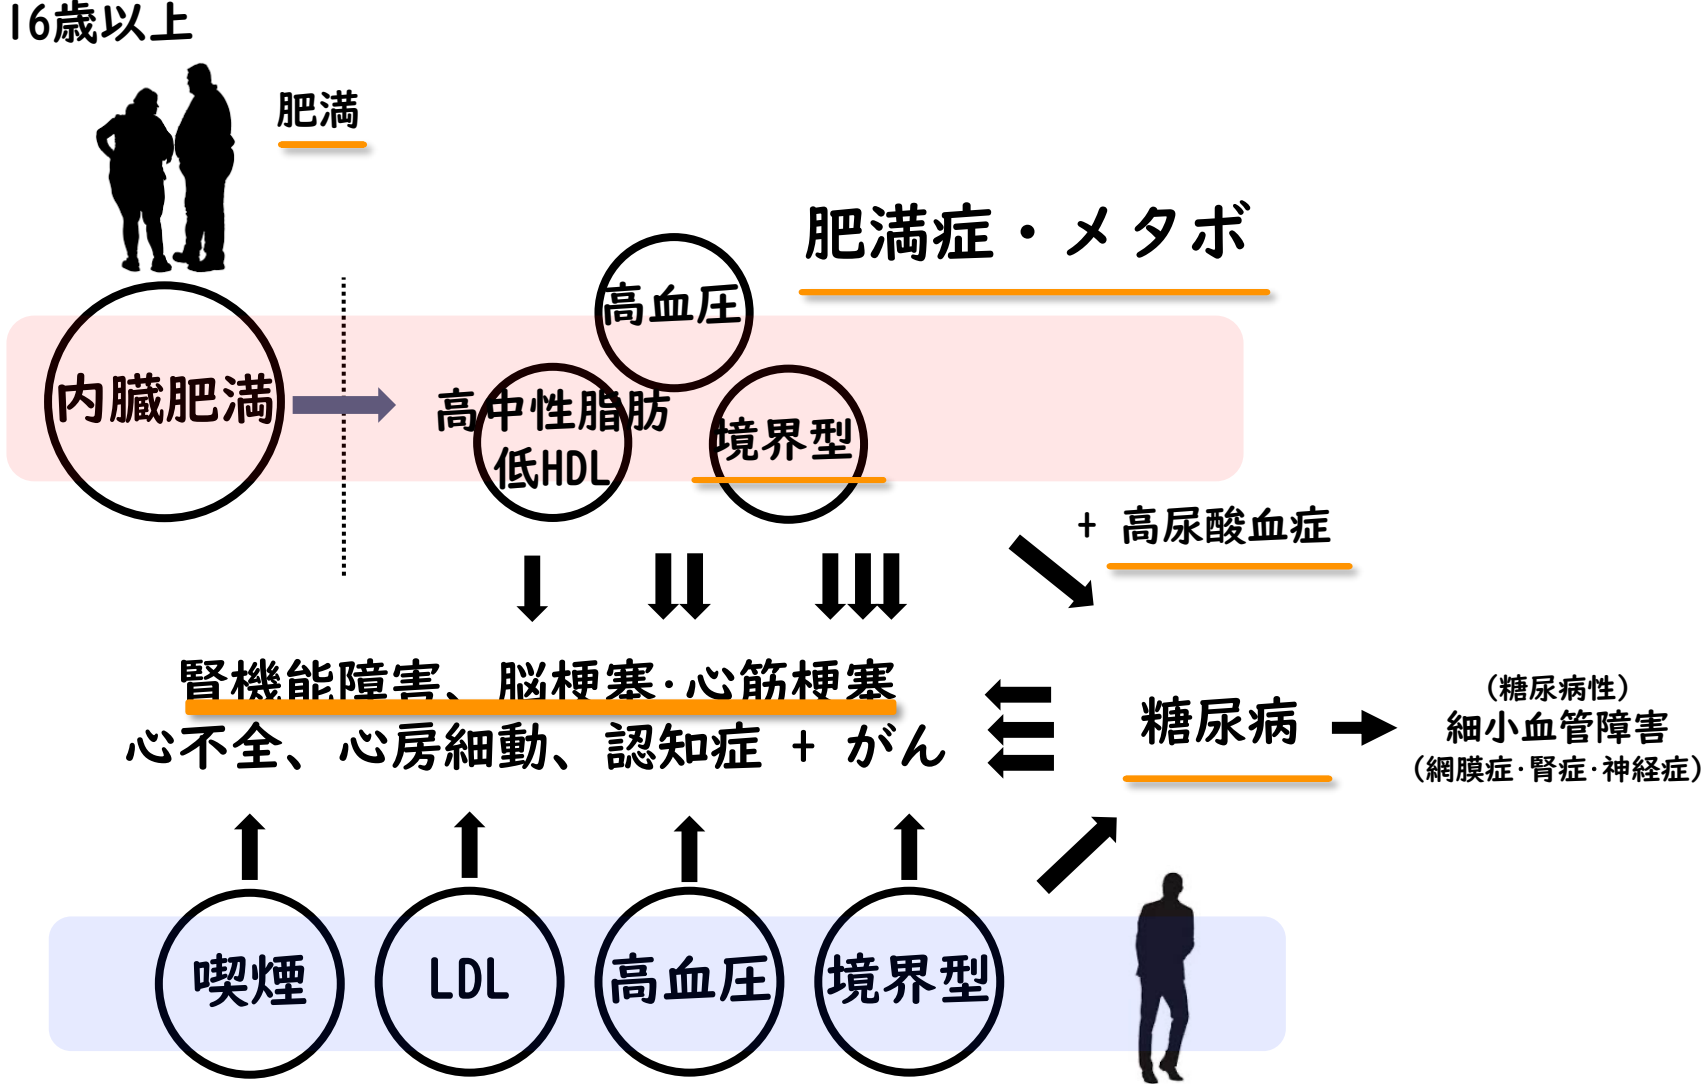 16歳以上
肥満
肥満症・メタボ
高血圧
内臓肥満
高中性脂肪
低HDL
境界型
+ 高尿酸血症
腎機能障害、脳梗塞・心筋梗塞
心不全、心房細動、認知症 + がん
糖尿病
(糖尿病性)
細小血管障害
(網膜症・腎症・神経症)
喫煙
LDL
高血圧
境界型